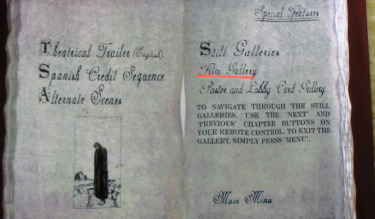 Special Features
Theatrical Trailer (English)
Spanish Credit Sequence
Alternate Scenes
Still Galleries
Film Gallery
Poster and Lobby Card Gallery
TO NAVIGATE THROUGH THE STILL
GALLERIES, USE THE 'NEXT' AND
'PREVIOUS' CHAPTER BUTTONS ON
YOUR REMOTE CONTROL. TO EXIT THE
GALLERY, SIMPLY PRESS 'MENU'.
Main Menu